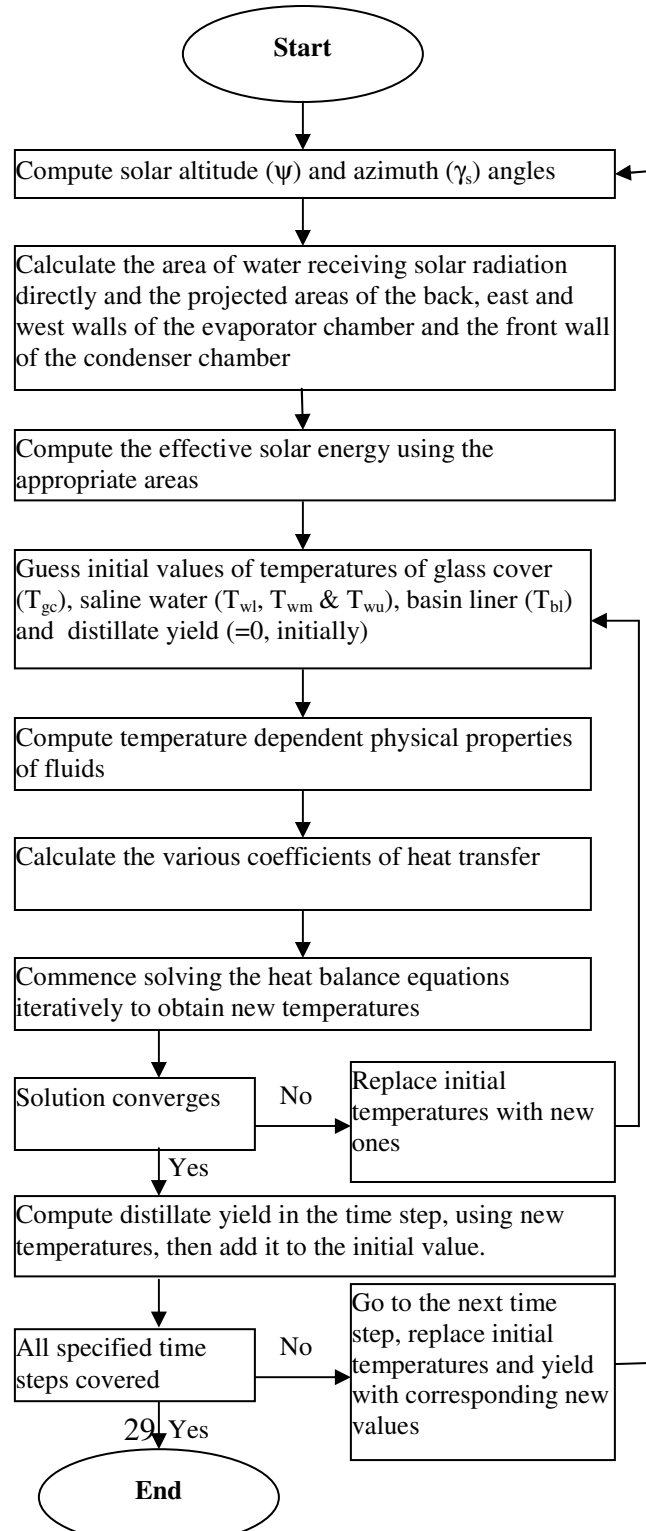 Start
Compute solar altitude (ψ) and azimuth (γs) angles
Calculate the area of water receiving solar radiation
directly and the projected areas of the back, east and
west walls of the evaporator chamber and the front wall
of the condenser chamber
Compute the effective solar energy using the
appropriate areas
Guess initial values of temperatures of glass cover
(Tgc), saline water (Twl, Twm & Twu), basin liner (Tbl)
and distillate yield (=0, initially)
Compute temperature dependent physical properties
of fluids
Calculate the various coefficients of heat transfer
Commence solving the heat balance equations
iteratively to obtain new temperatures
Solution converges
No
Replace initial
temperatures with new
ones
Yes
Compute distillate yield in the time step, using new
temperatures, then add it to the initial value.
All specified time
steps covered
No
Go to the next time
step, replace initial
temperatures and yield
with corresponding new
values
29 Yes
End